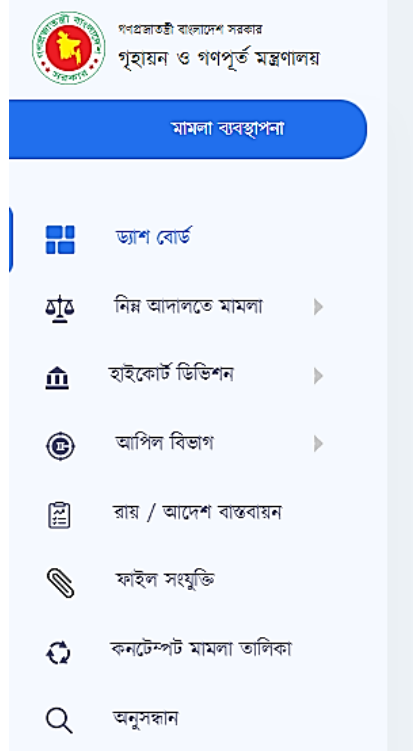 গণপ্রজাতন্ত্রী বাংলাদেশ সরকার
গৃহায়ন ও গণপূর্ত মন্ত্রণালয়
মামলা ব্যবস্থাপনা
ড্যাশ বোর্ড
নিম্ন আদালতে মামলা
হাইকোর্ট ডিভিশন
আপিল বিভাগ
রায় / আদেশ বাস্তবায়ন
ফাইল সংযুক্তি
কনটেম্পট মামলা তালিকা
অনুসন্ধান